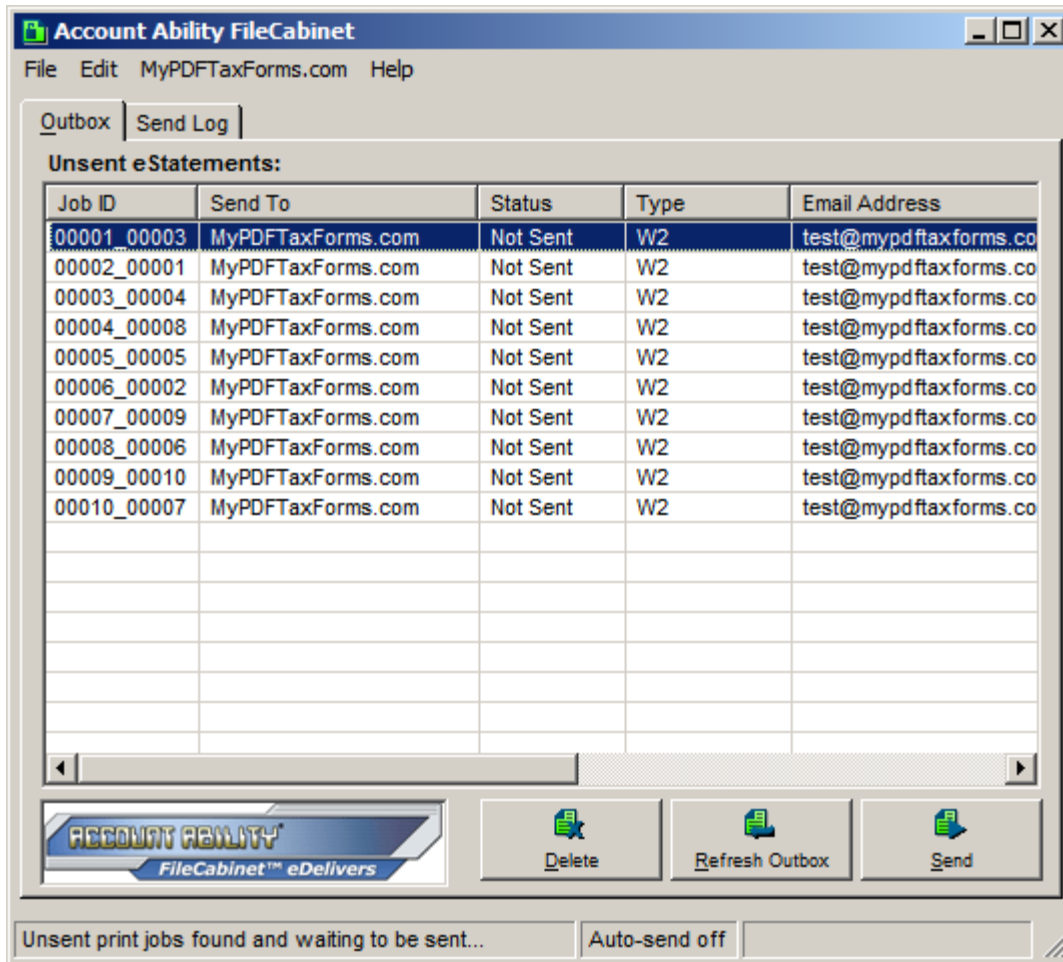 Account Ability FileCabinet
File Edit MyPDFTaxForms.com Help
Outbox Send Log
Unsent eStatements:
Job ID Send To Status Type Email Address
00001_00003 MyPDFTaxForms.com Not Sent W2 test@mypdftaxforms.co
00002_00001 MyPDFTaxForms.com Not Sent W2 test@mypdftaxforms.co
00003_00004 MyPDFTaxForms.com Not Sent W2 test@mypdftaxforms.co
00004_00008 MyPDFTaxForms.com Not Sent W2 test@mypdftaxforms.co
00005_00005 MyPDFTaxForms.com Not Sent W2 test@mypdftaxforms.co
00006_00002 MyPDFTaxForms.com Not Sent W2 test@mypdftaxforms.co
00007_00009 MyPDFTaxForms.com Not Sent W2 test@mypdftaxforms.co
00008_00006 MyPDFTaxForms.com Not Sent W2 test@mypdftaxforms.co
00009_00010 MyPDFTaxForms.com Not Sent W2 test@mypdftaxforms.co
00010_00007 MyPDFTaxForms.com Not Sent W2 test@mypdftaxforms.co
ACCOUNT ABILITY®
FileCabinet™ eDelivers
Delete Refresh Outbox Send
Unsent print jobs found and waiting to be sent... Auto-send off